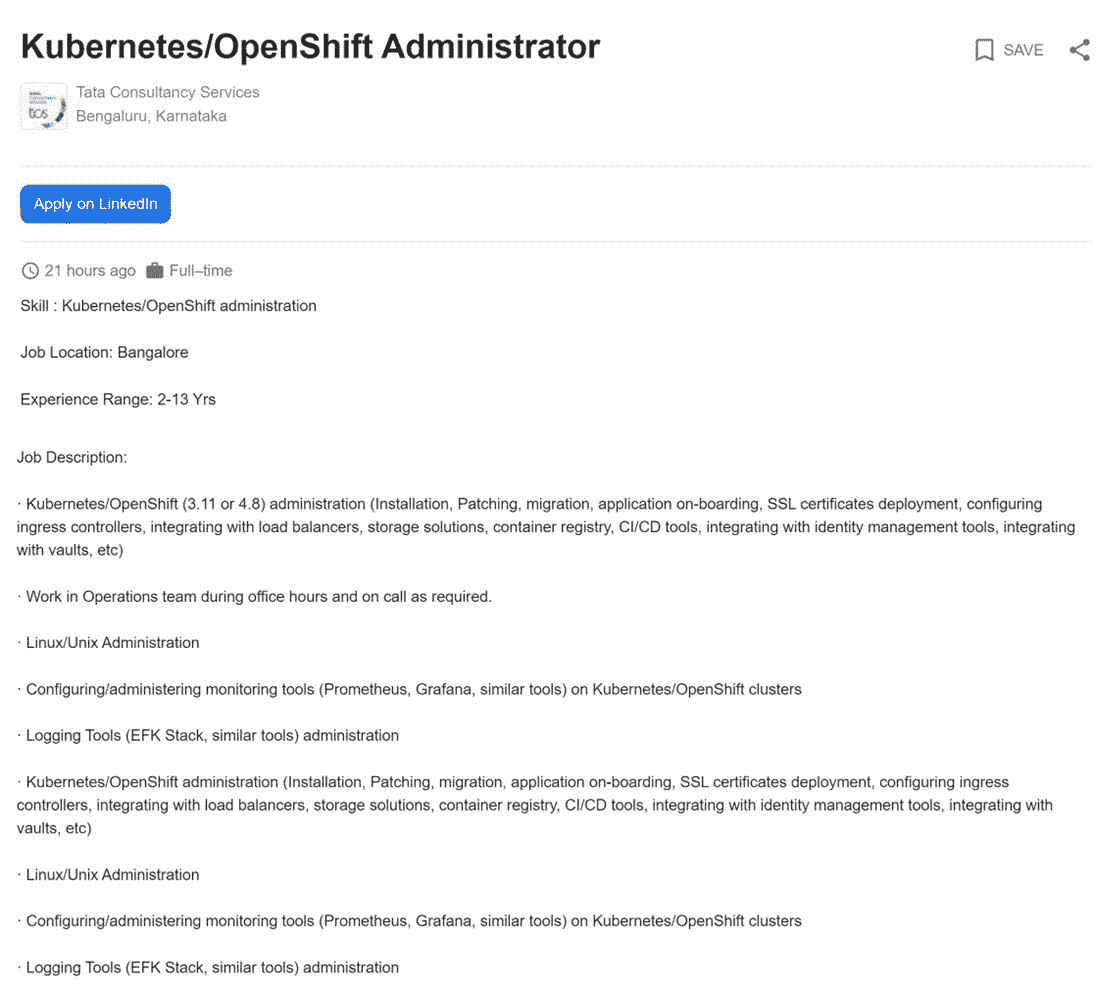 Kubernetes/OpenShift Administrator
SAVE
tcs
Tata Consultancy Services
Bengaluru, Karnataka
Apply on LinkedIn
21 hours ago Full–time
Skill : Kubernetes/OpenShift administration
Job Location: Bangalore
Experience Range: 2-13 Yrs
Job Description:
· Kubernetes/OpenShift (3.11 or 4.8) administration (Installation, Patching, migration, application on-boarding, SSL certificates deployment, configuring
ingress controllers, integrating with load balancers, storage solutions, container registry, CI/CD tools, integrating with identity management tools, integrating
with vaults, etc)
· Work in Operations team during office hours and on call as required.
· Linux/Unix Administration
· Configuring/administering monitoring tools (Prometheus, Grafana, similar tools) on Kubernetes/OpenShift clusters
· Logging Tools (EFK Stack, similar tools) administration
· Kubernetes/OpenShift administration (Installation, Patching, migration, application on-boarding, SSL certificates deployment, configuring ingress
controllers, integrating with load balancers, storage solutions, container registry, CI/CD tools, integrating with identity management tools, integrating with
vaults, etc)
· Linux/Unix Administration
· Configuring/administering monitoring tools (Prometheus, Grafana, similar tools) on Kubernetes/OpenShift clusters
· Logging Tools (EFK Stack, similar tools) administration